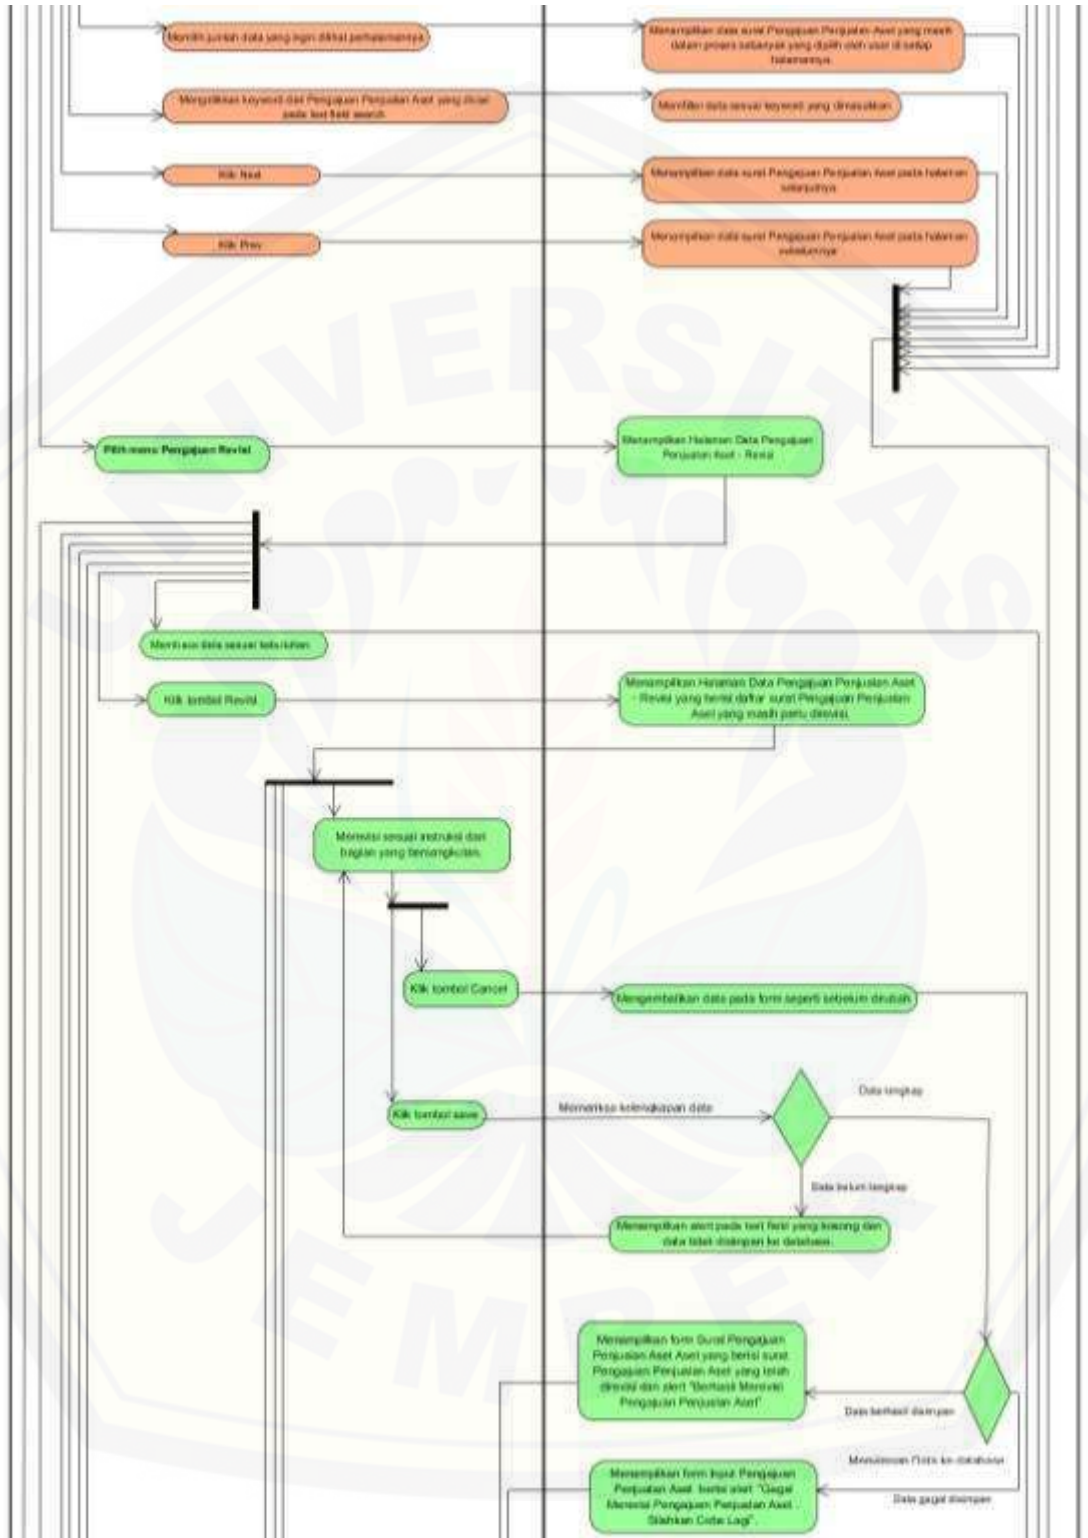 Memilih jumlah data yang ingin dilihat perhalamannya
Menampilkan data surat Pengajuan Penjualan Aset yang masih
dalam proses sebanyak yang dipilih oleh user di setiap
halamannya.
Mengetikkan keyword dari Pengajuan Penjualan Aset yang dicari
pada text field search
Memfilter data sesuai keyword yang dimasukkan
Klik Next
Menampilkan data surat Pengajuan Penjualan Aset pada halaman
selanjutnya
Klik Prev
Menampilkan data surat Pengajuan Penjualan Aset pada halaman
sebelumnya
UNIVERSITAS
Pilih menu Pengajuan Revisi
Menampilkan Halaman Data Pengajuan
Penjualan Aset - Revisi
Membaca data sesuai kebutuhan
Klik tombol Revisi
Menampilkan Halaman Data Pengajuan Penjualan Aset
- Revisi yang berisi daftar surat Pengajuan Penjualan
Aset yang masih perlu direvisi.
Merevisi sesuai instruksi dari
bagian yang bersangkutan.
Klik tombol Cancel
Mengembalikan data pada form seperti sebelum dirubah
Klik tombol save
Memeriksa kelengkapan data
Data lengkap
Data belum lengkap
Menampilkan alert pada text field yang kosong dan
data tidak disimpan ke database.
JEMBER
Menampilkan form Surat Pengajuan
Penjualan Aset Aset yang berisi surat
Pengajuan Penjualan Aset yang telah
direvisi dan alert "Berhasil Merevisi
Pengajuan Penjualan Aset"
Data berhasil disimpan
Menyimpan Data ke database
Menampilkan form Input Pengajuan
Penjualan Aset berisi alert "Gagal
Merevisi Pengajuan Penjualan Aset
Silahkan Coba Lagi".
Data gagal disimpan